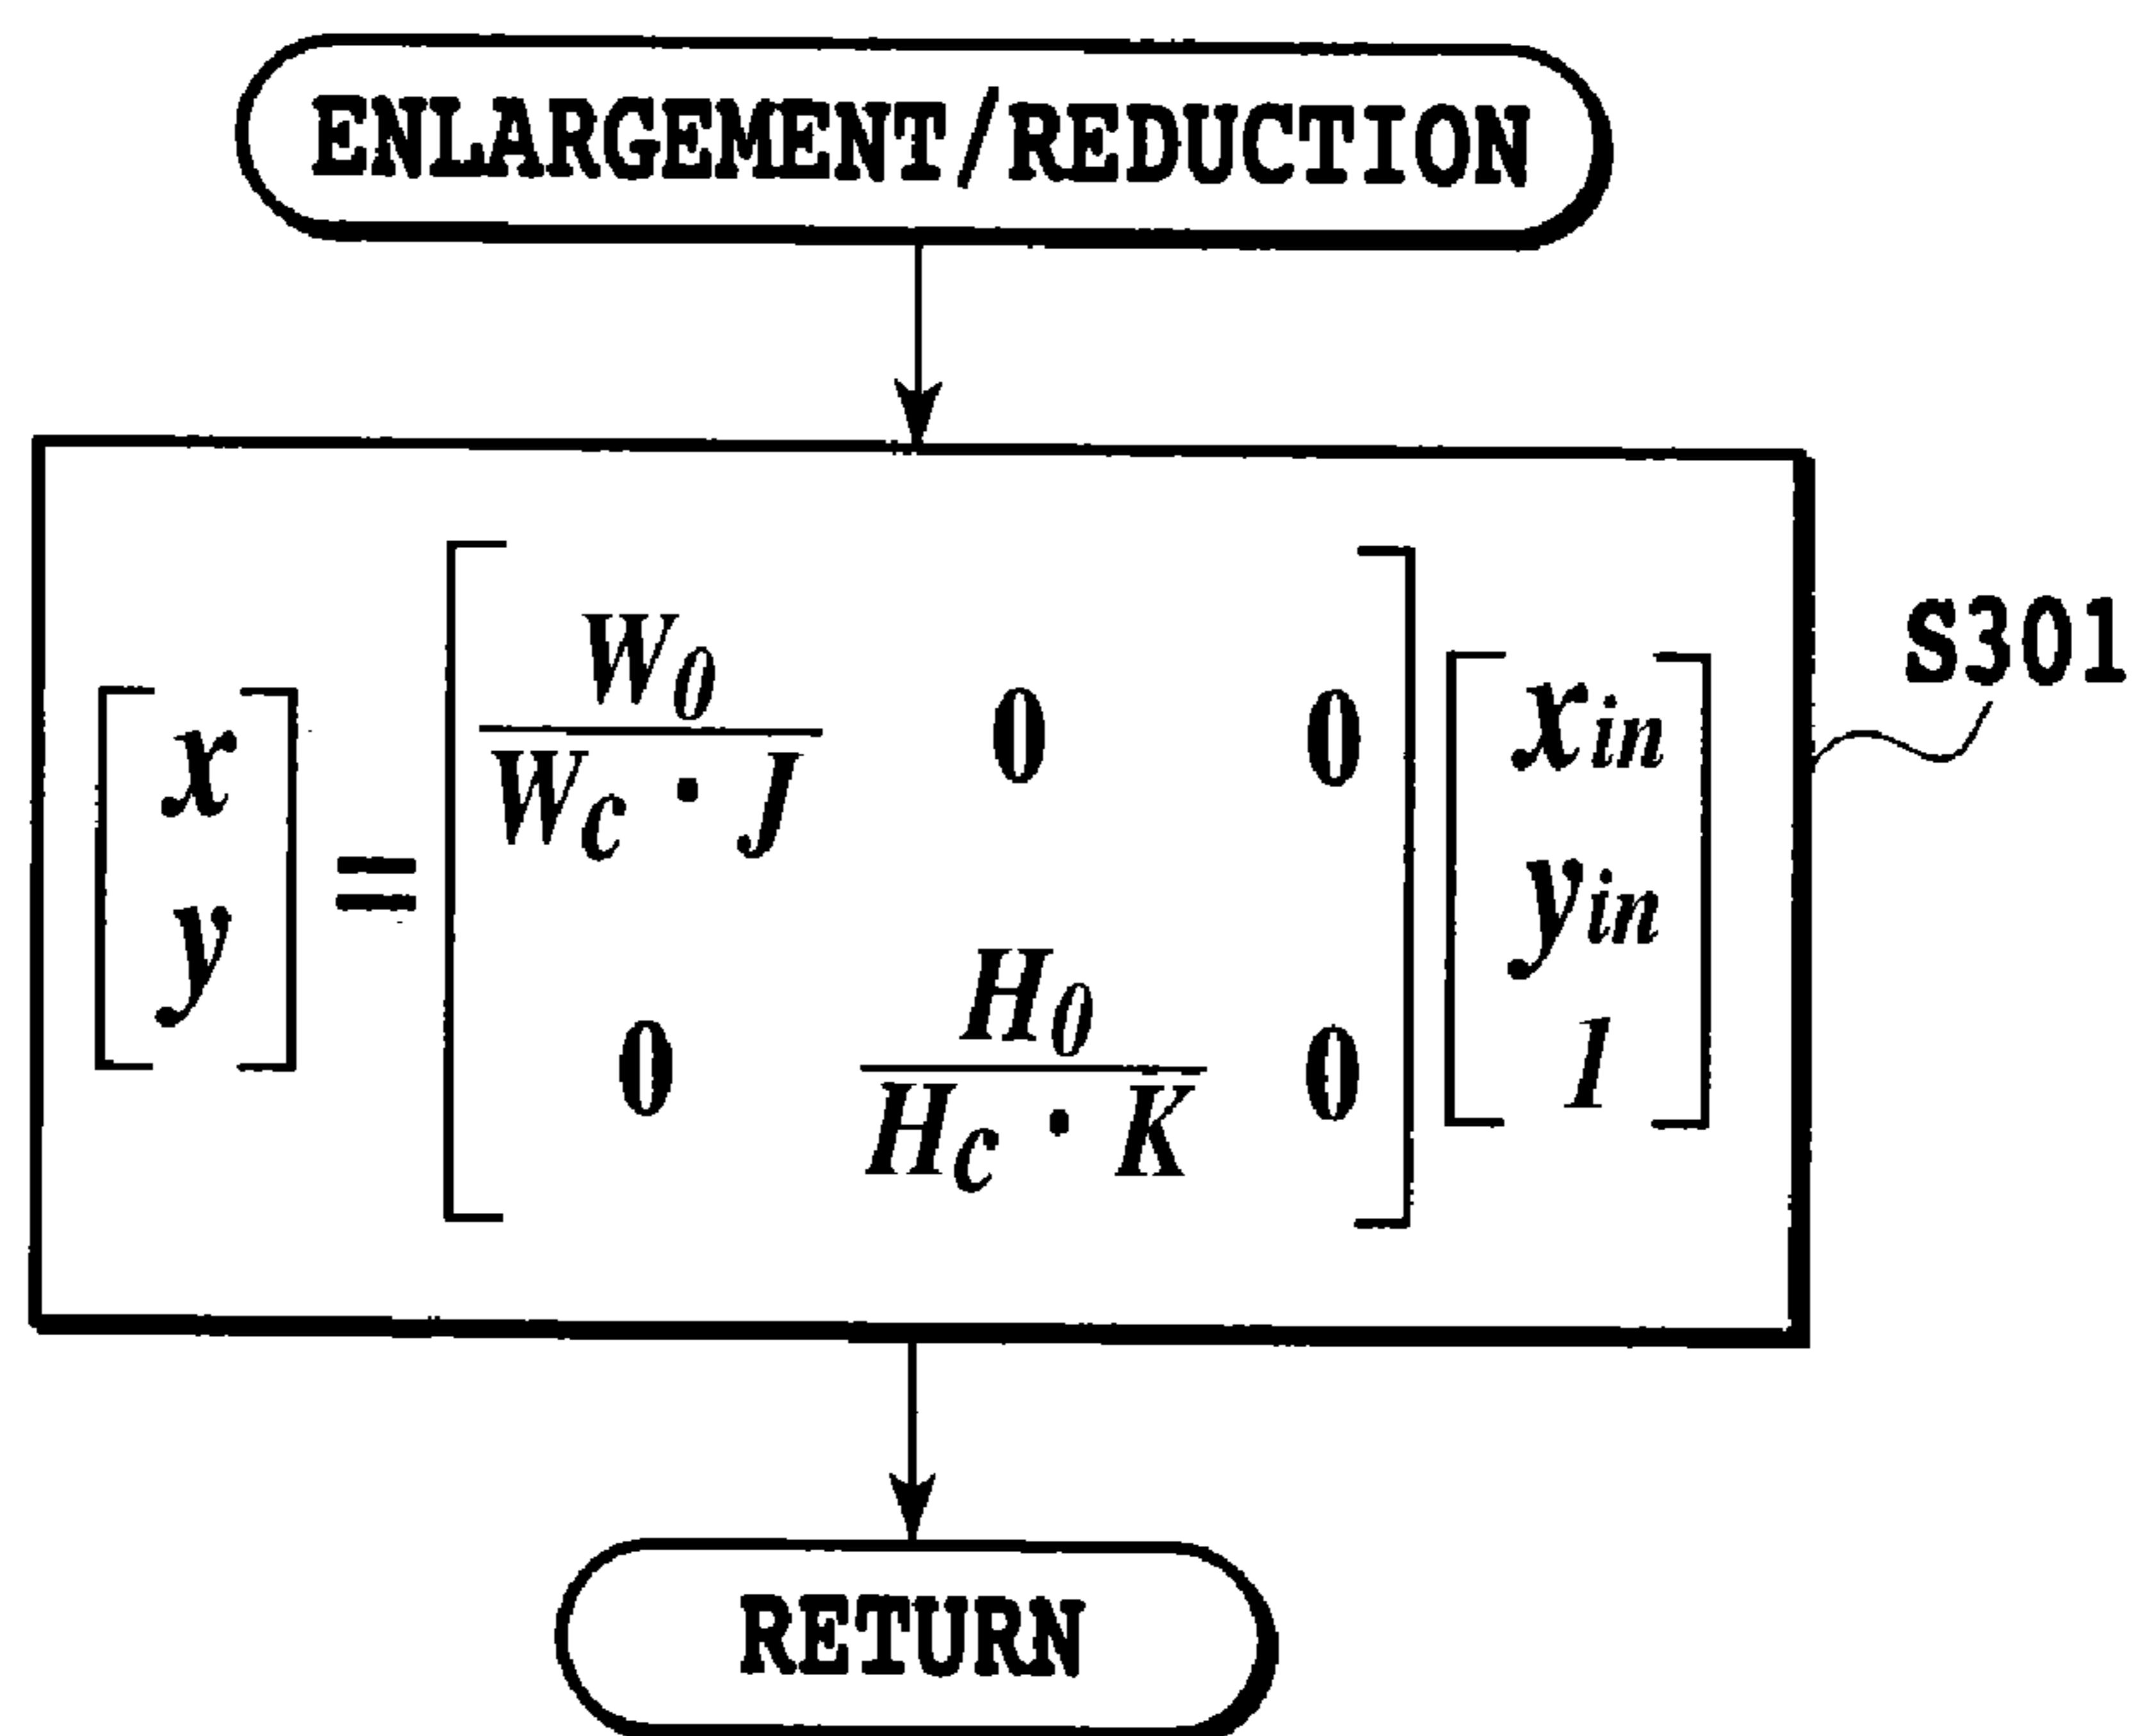 ENLARGEMENT/REDUCTION
S301
[x y] = [W0/(Wc · J) 0 0
0 H0/(Hc · K) 0] [xin yin 1]
RETURN